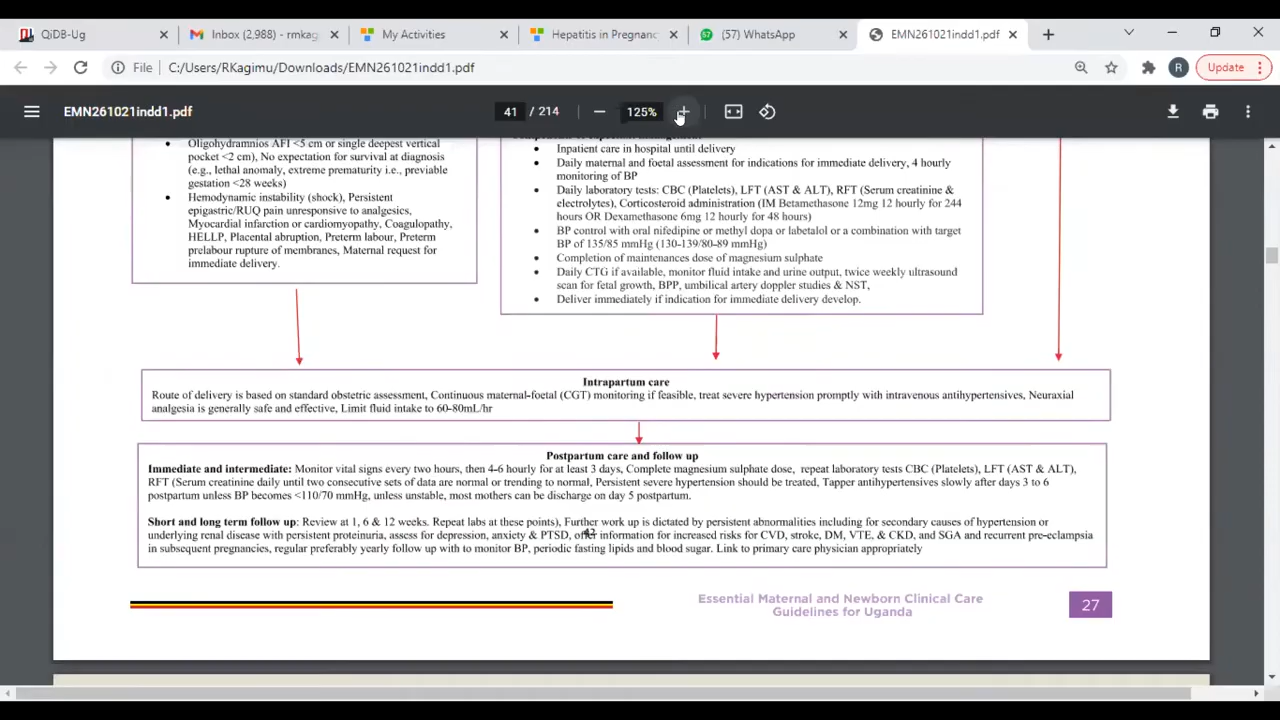 QiDB-Ug
Inbox (2,988) - rmkag
My Activities
Hepatitis in Pregnanc
(57) WhatsApp
EMN261021indd1.pdf
File C:/Users/RKagimu/Downloads/EMN261021indd1.pdf
R
Update
EMN261021indd1.pdf
41 / 214
125%
Oligohydramnios AFI <5 cm or single deepest vertical
pocket <2 cm), No expectation for survival at diagnosis
(e.g., lethal anomaly, extreme prematurity i.e., previable
gestation <28 weeks)
Hemodynamic instability (shock), Persistent
epigastric/RUQ pain unresponsive to analgesics,
Myocardial infarction or cardiomyopathy, Coagulopathy,
HELLP, Placental abruption, Preterm labour, Preterm
prelabour rupture of membranes, Maternal request for
immediate delivery.
Inpatient care in hospital until delivery
Daily maternal and foetal assessment for indications for immediate delivery, 4 hourly
monitoring of BP
Daily laboratory tests: CBC (Platelets), LFT (AST & ALT), RFT (Serum creatinine &
electrolytes), Corticosteroid administration (IM Betamethasone 12mg 12 hourly for 244
hours OR Dexamethasone 6mg 12 hourly for 48 hours)
BP control with oral nifedipine or methyl dopa or labetalol or a combination with target
BP of 135/85 mmHg (130-139/80-89 mmHg)
Completion of maintenances dose of magnesium sulphate
Daily CTG if available, monitor fluid intake and urine output, twice weekly ultrasound
scan for fetal growth, BPP, umbilical artery doppler studies & NST,
Deliver immediately if indication for immediate delivery develop.
Intrapartum care
Route of delivery is based on standard obstetric assessment, Continuous maternal-foetal (CGT) monitoring if feasible, treat severe hypertension promptly with intravenous antihypertensives, Neuraxial
analgesia is generally safe and effective, Limit fluid intake to 60-80mL/hr
Postpartum care and follow up
Immediate and intermediate: Monitor vital signs every two hours, then 4-6 hourly for at least 3 days, Complete magnesium sulphate dose, repeat laboratory tests CBC (Platelets), LFT (AST & ALT),
RFT (Serum creatinine daily until two consecutive sets of data are normal or trending to normal, Persistent severe hypertension should be treated, Tapper antihypertensives slowly after days 3 to 6
postpartum unless BP becomes <110/70 mmHg, unless unstable, most mothers can be discharge on day 5 postpartum.
Short and long term follow up: Review at 1, 6 & 12 weeks. Repeat labs at these points), Further work up is dictated by persistent abnormalities including for secondary causes of hypertension or
underlying renal disease with persistent proteinuria, assess for depression, anxiety & PTSD, offer information for increased risks for CVD, stroke, DM, VTE, & CKD, and SGA and recurrent pre-eclampsia
in subsequent pregnancies, regular preferably yearly follow up with to monitor BP, periodic fasting lipids and blood sugar. Link to primary care physician appropriately
42
Essential Maternal and Newborn Clinical Care
Guidelines for Uganda
27